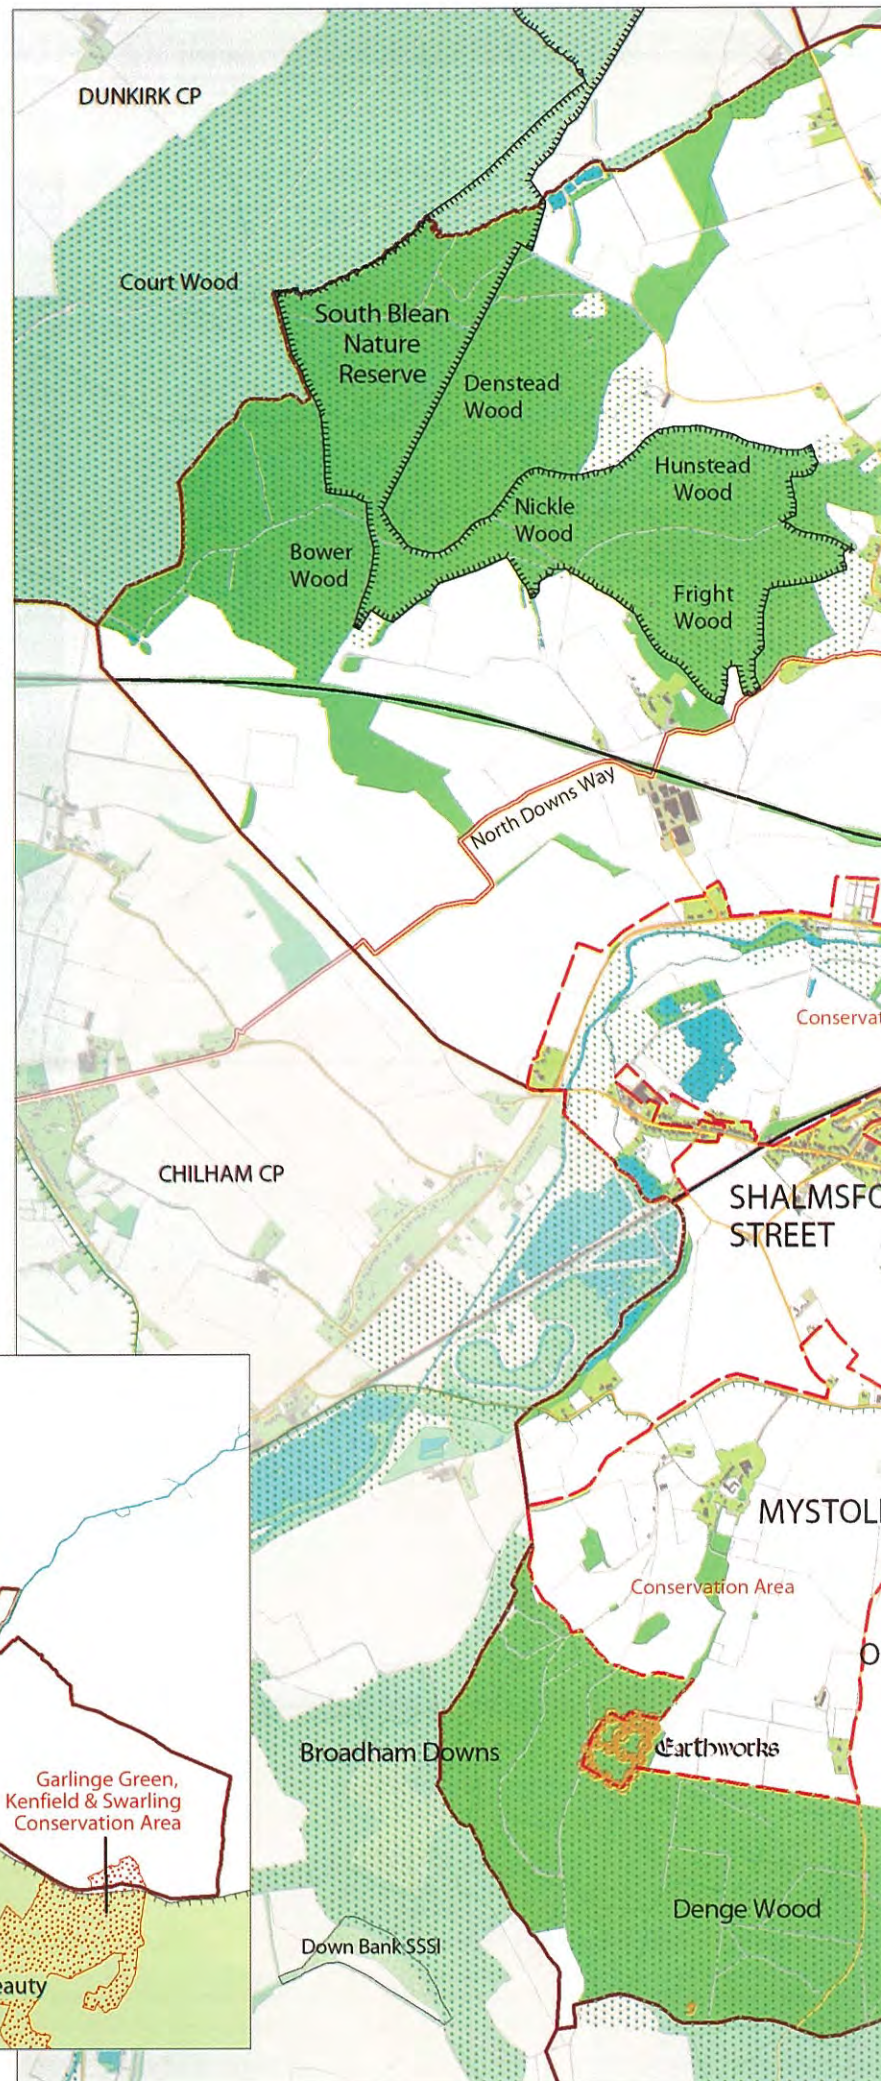 DUNKIRK CP
Court Wood
South Blean
Nature
Reserve
Denstead
Wood
Hunstead
Wood
Nickle
Wood
Bower
Wood
Fright
Wood
North Downs Way
Conservat
CHILHAM CP
SHALMSFO
STREET
MYSTOL
Conservation Area
O
Broadham Downs
Earthworks
Garlinge Green,
Kenfield & Swarling
Conservation Area
Denge Wood
Down Bank SSSI
eauty